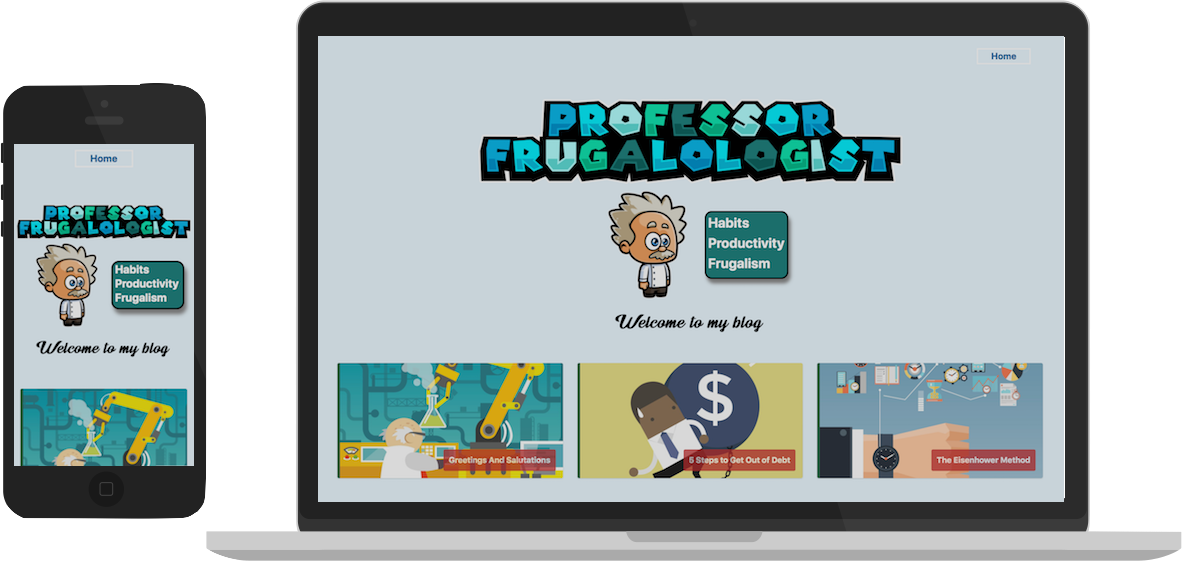 Home
PROFESSOR
FRUGALOLOGIST
Habits
Productivity
Frugalism
Welcome to my blog
Home
PROFESSOR
FRUGALOLOGIST
Habits
Productivity
Frugalism
Welcome to my blog
$
Greetings And Salutations
5 Steps to Get Out of Debt
The Eisenhower Method